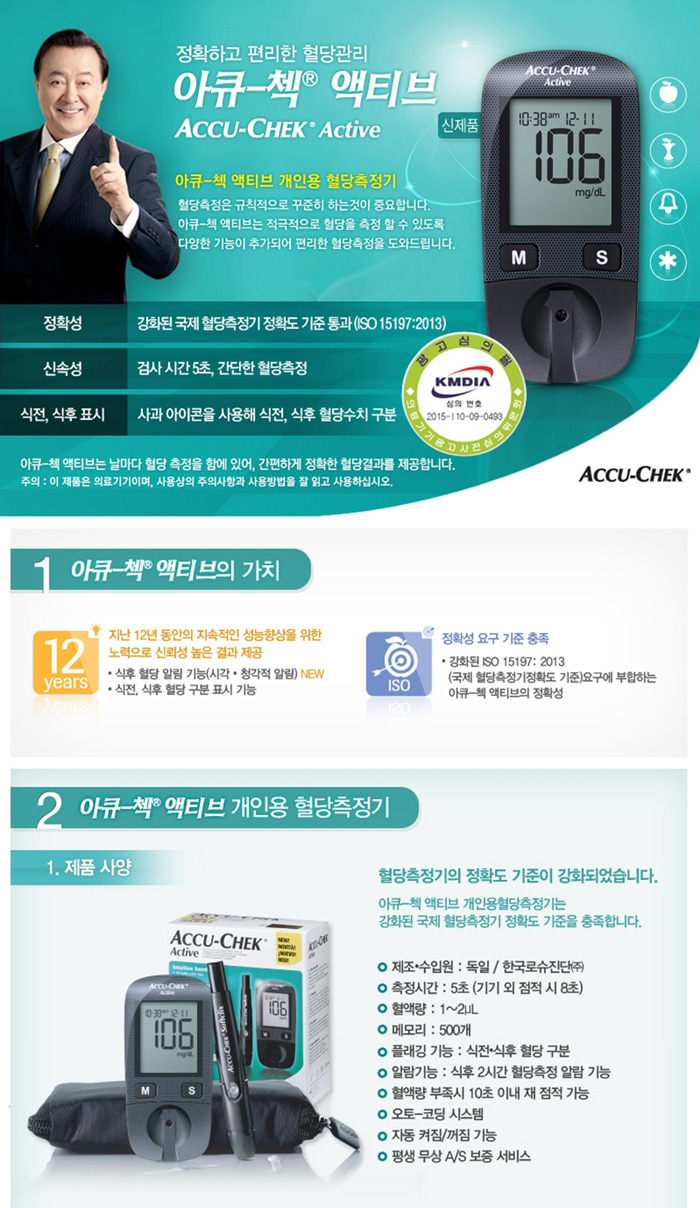 정확하고 편리한 혈당관리
아큐-첵® 액티브
ACCU-CHEK® Active
신제품
ACCU-CHEK®
Active
10:38am 12-11
106
mg/dL
M S
아큐-첵 액티브 개인용 혈당측정기
혈당측정은 규칙적으로 꾸준히 하는것이 중요합니다.
아큐-첵 액티브는 적극적으로 혈당을 측정 할 수 있도록
다양한 기능이 추가되어 편리한 혈당측정을 도와드립니다.
정확성 강화된 국제 혈당측정기 정확도 기준 통과 (ISO 15197:2013)
신속성 검사 시간 5초, 간단한 혈당측정
식전, 식후 표시 사과 아이콘을 사용해 식전, 식후 혈당수치 구분
광고심의필
KMDIA
심의 번호
2015-I10-09-0493
의료기기광고사전심의위원회
아큐-첵 액티브는 날마다 혈당 측정을 함에 있어, 간편하게 정확한 혈당결과를 제공합니다.
주의 : 이 제품은 의료기기이며, 사용상의 주의사항과 사용방법을 잘 읽고 사용하십시오.
ACCU-CHEK®
1 아큐-첵® 액티브의 가치
12
years
지난 12년 동안의 지속적인 성능향상을 위한
노력으로 신뢰성 높은 결과 제공
• 식후 혈당 알림 기능(시각·청각적 알림) NEW
• 식전, 식후 혈당 구분 표시 기능
ISO
정확성 요구 기준 충족
• 강화된 ISO 15197: 2013
(국제 혈당측정기정확도 기준)요구에 부합하는
아큐-첵 액티브의 정확성
2 아큐-첵® 액티브 개인용 혈당측정기
1. 제품 사양
ACCU-CHEK®
Active
ACCU-CHEK®
Active
10:38 12-11
106
mg/dL
M S
ACCU-CHEK Softclix
혈당측정기의 정확도 기준이 강화되었습니다.
아큐-첵 액티브 개인용혈당측정기는
강화된 국제 혈당측정기 정확도 기준을 충족합니다.
제조•수입원 : 독일 / 한국로슈진단㈜
측정시간 : 5초 (기기 외 점적 시 8초)
혈액량 : 1~2μL
메모리 : 500개
플래깅 기능 : 식전•식후 혈당 구분
알람기능 : 식후 2시간 혈당측정 알람 기능
혈액량 부족시 10초 이내 재 점적 가능
오토-코딩 시스템
자동 켜짐/꺼짐 기능
평생 무상 A/S 보증 서비스